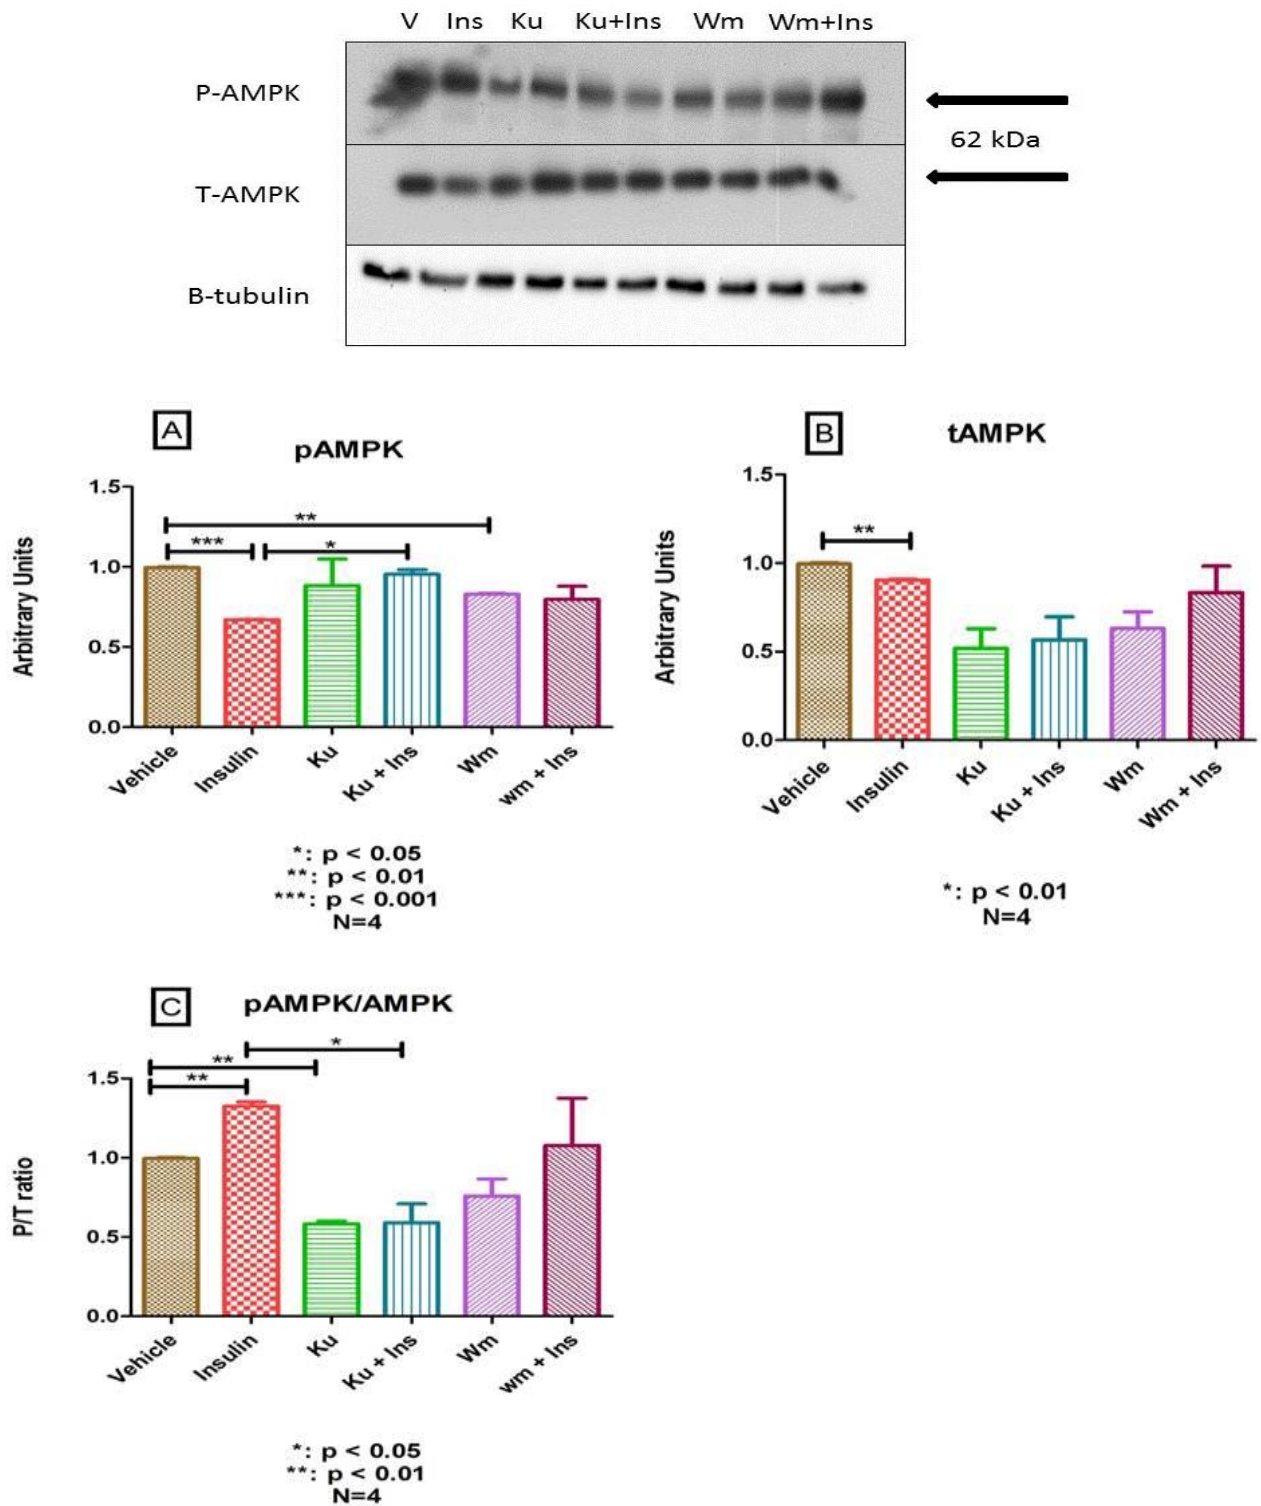 V Ins Ku Ku+Ins Wm Wm+Ins
P-AMPK
62 kDa
T-AMPK
B-tubulin
A
pAMPK
Arbitrary Units
1.5
1.0
0.5
0.0
**
***
*
Vehicle
Insulin
Ku
Ku + Ins
Wm
wm + Ins
*: p < 0.05
**: p < 0.01
***: p < 0.001
N=4
B
tAMPK
Arbitrary Units
1.5
1.0
0.5
0.0
**
Vehicle
Insulin
Ku
Ku + Ins
Wm
Wm + Ins
*: p < 0.01
N=4
C
pAMPK/AMPK
P/T ratio
1.5
1.0
0.5
0.0
*
**
**
Vehicle
Insulin
Ku
Ku + Ins
Wm
wm + Ins
*: p < 0.05
**: p < 0.01
N=4